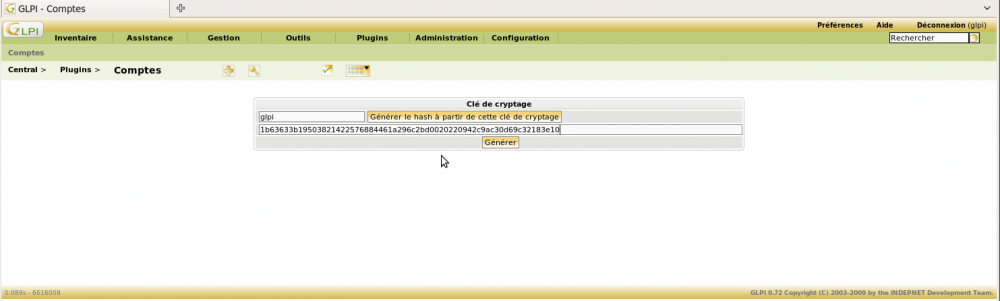 GLPI - Comptes
GLPI
Préférences Aide Déconnexion (glpi)
Inventaire Assistance Gestion Outils Plugins Administration Configuration Rechercher
Comptes
Central > Plugins > Comptes
Clé de cryptage
glpi Générer le hash à partir de cette clé de cryptage
1b63633b19503821422576884461a296c2bd0020220942c9ac30d69c32183e10
Générer
0.089s - 6616008 GLPI 0.72 Copyright (C) 2003-2009 by the INDEPNET Development Team.